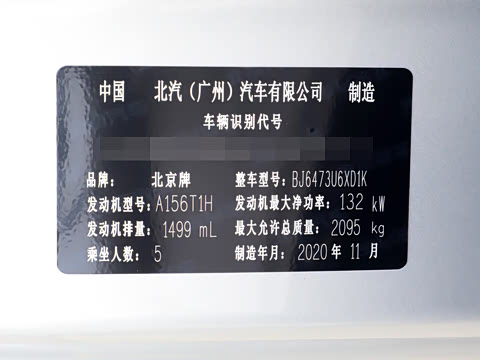 中国 北汽（广州）汽车有限公司 制造
车辆识别代号
品牌： 北京牌 整车型号：BJ6473U6XD1K
发动机型号：A156T1H 发动机最大净功率：132 kW
发动机排量：1499 mL 最大允许总质量：2095 kg
乘坐人数：5 制造年月：2020 年 11 月